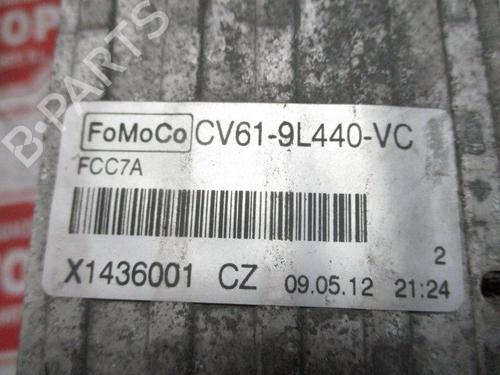 FoMoCo CV61-9L440-VC
FCC7A
2
X1436001 CZ 09.05.12 21:24
B-PARTS